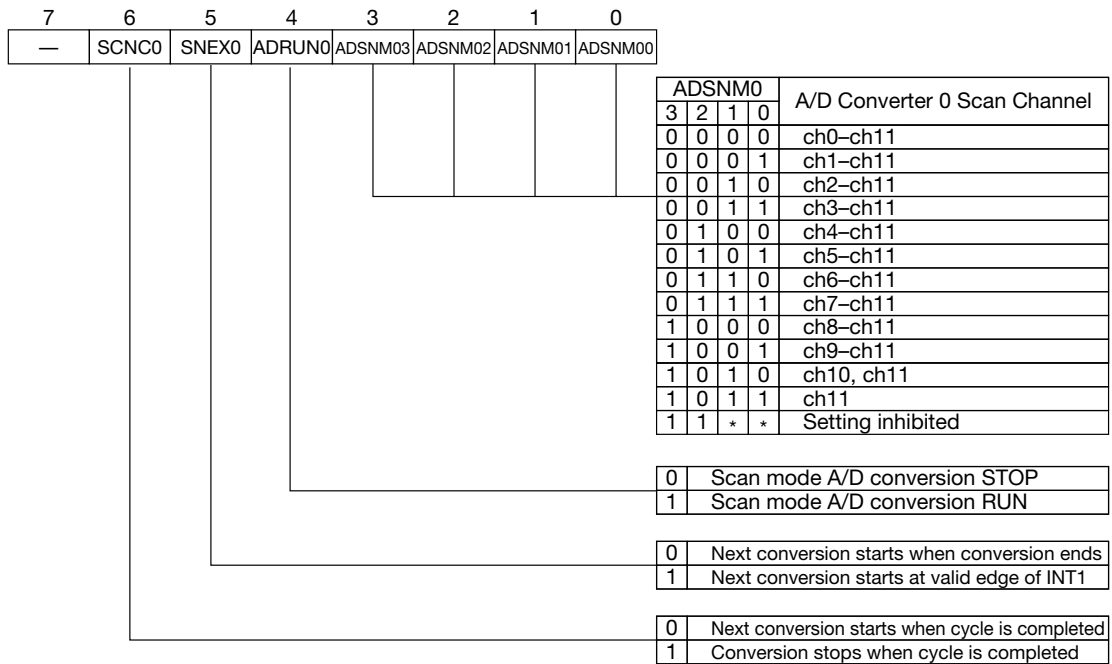 7 6 5 4 3 2 1 0
— SCNC0 SNEX0 ADRUN0 ADSNM03 ADSNM02 ADSNM01 ADSNM00
ADSNM0 A/D Converter 0 Scan Channel
3 2 1 0
0 0 0 0 ch0–ch11
0 0 0 1 ch1–ch11
0 0 1 0 ch2–ch11
0 0 1 1 ch3–ch11
0 1 0 0 ch4–ch11
0 1 0 1 ch5–ch11
0 1 1 0 ch6–ch11
0 1 1 1 ch7–ch11
1 0 0 0 ch8–ch11
1 0 0 1 ch9–ch11
1 0 1 0 ch10, ch11
1 0 1 1 ch11
1 1 * * Setting inhibited
0 Scan mode A/D conversion STOP
1 Scan mode A/D conversion RUN
0 Next conversion starts when conversion ends
1 Next conversion starts at valid edge of INT1
0 Next conversion starts when cycle is completed
1 Conversion stops when cycle is completed